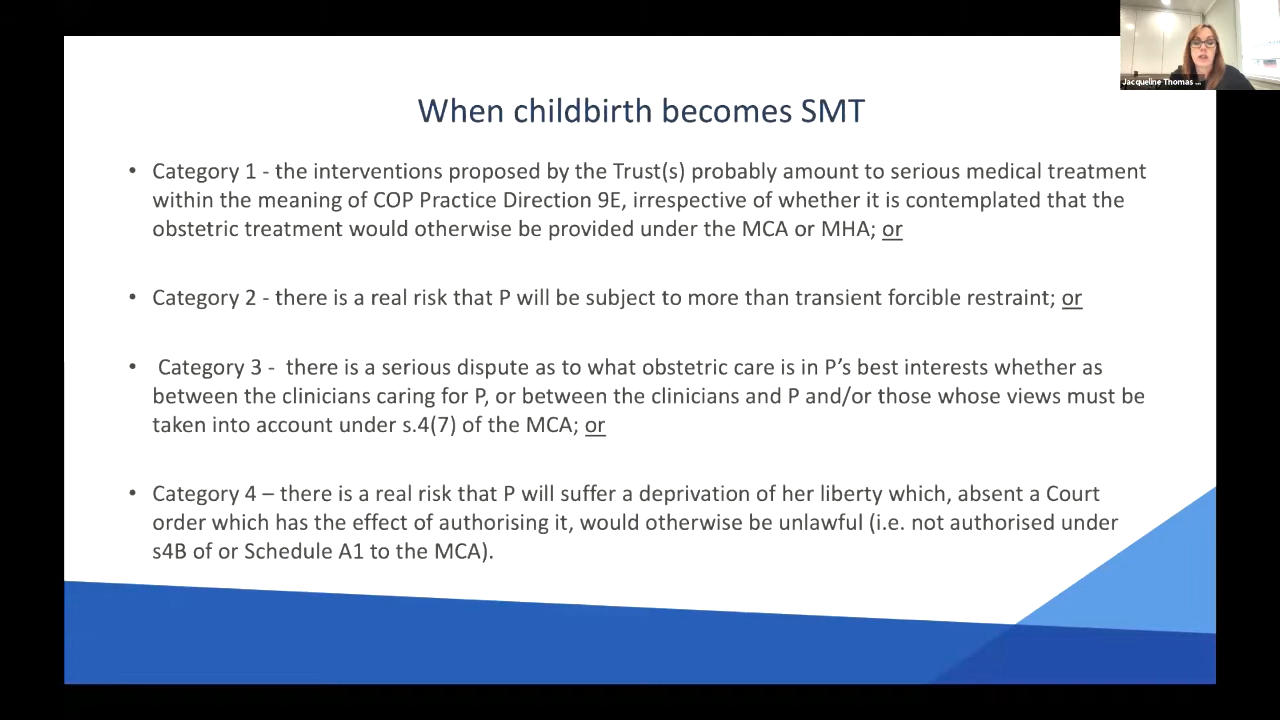 Jacqueline Thomas ...
When childbirth becomes SMT
• Category 1 - the interventions proposed by the Trust(s) probably amount to serious medical treatment
within the meaning of COP Practice Direction 9E, irrespective of whether it is contemplated that the
obstetric treatment would otherwise be provided under the MCA or MHA; or
• Category 2 - there is a real risk that P will be subject to more than transient forcible restraint; or
• Category 3 - there is a serious dispute as to what obstetric care is in P’s best interests whether as
between the clinicians caring for P, or between the clinicians and P and/or those whose views must be
taken into account under s.4(7) of the MCA; or
• Category 4 – there is a real risk that P will suffer a deprivation of her liberty which, absent a Court
order which has the effect of authorising it, would otherwise be unlawful (i.e. not authorised under
s4B of or Schedule A1 to the MCA).